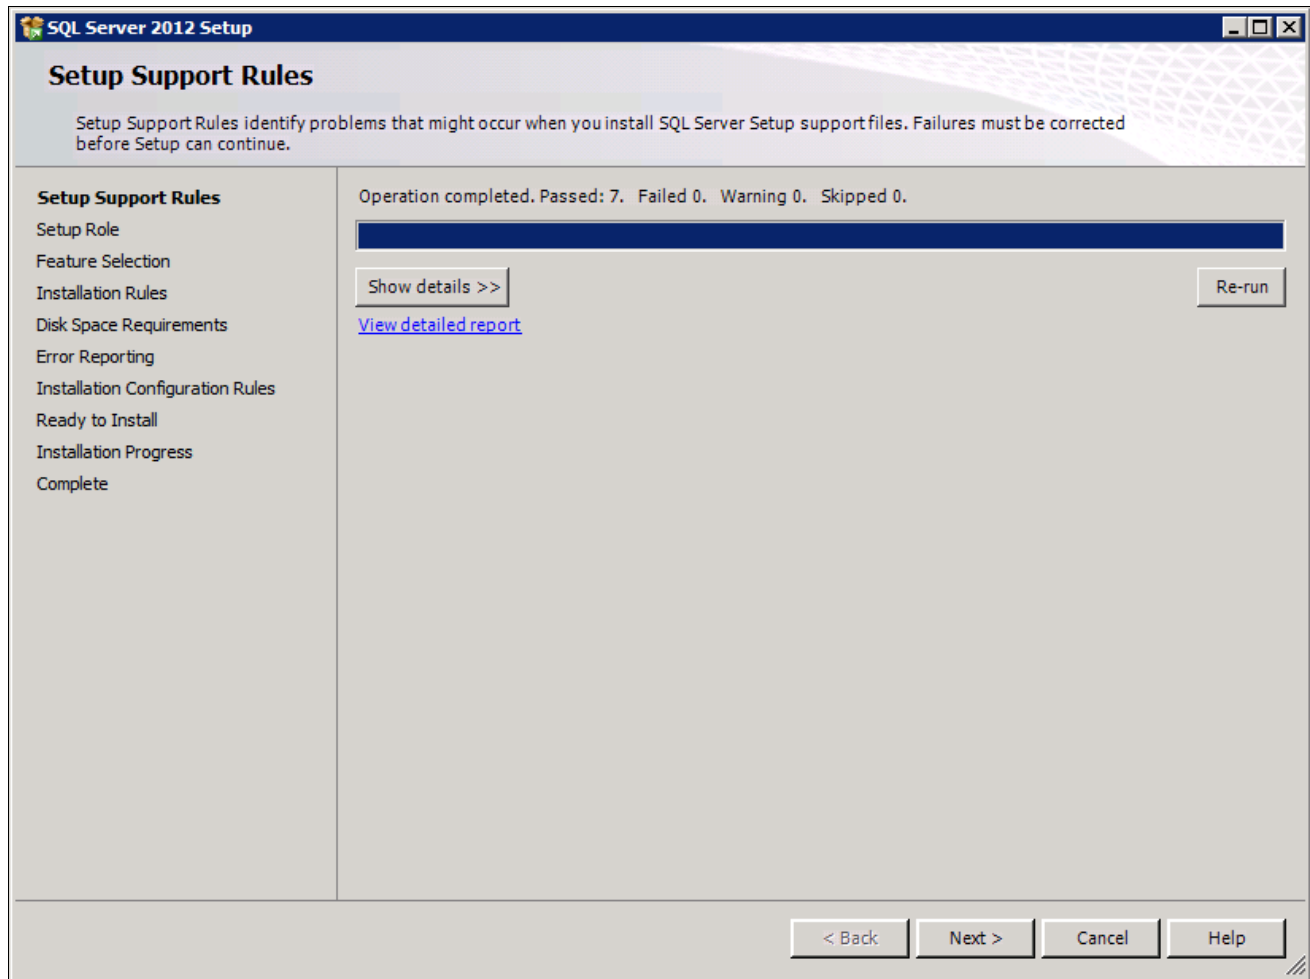 SQL Server 2012 Setup
Setup Support Rules
Setup Support Rules identify problems that might occur when you install SQL Server Setup support files. Failures must be corrected
before Setup can continue.
Setup Support Rules
Setup Role
Feature Selection
Installation Rules
Disk Space Requirements
Error Reporting
Installation Configuration Rules
Ready to Install
Installation Progress
Complete
Operation completed. Passed: 7.   Failed 0.   Warning 0.   Skipped 0.
Show details >>
Re-run
View detailed report
< Back
Next >
Cancel
Help